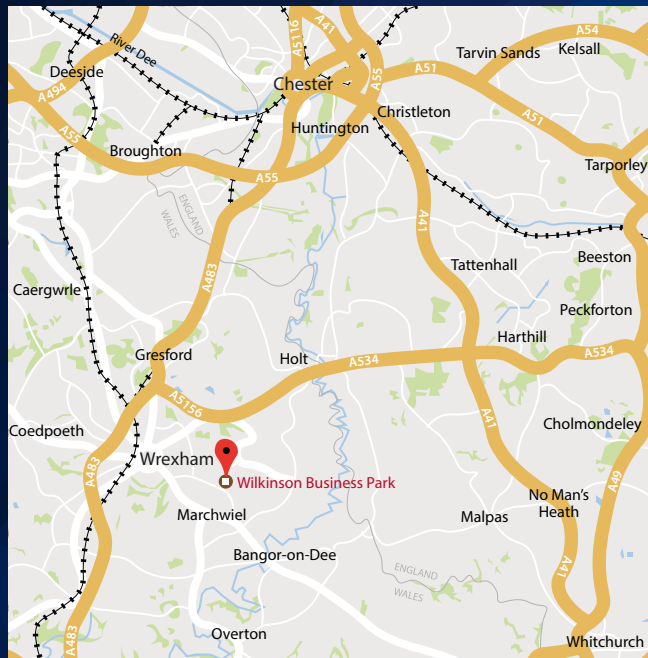 A5116
A41
A54
River Dee
Tarvin Sands
Kelsall
Deeside
A51
A494
Chester
A55
Christleton
A51
A55
Huntington
Broughton
Tarporley
A55
ENGLAND
WALES
A41
A483
Tattenhall
Beeston
Caergwrle
Peckforton
Harthill
Gresford
Holt
A534
A534
A5156
A41
Coedpoeth
Cholmondeley
Wrexham
A483
A49
Wilkinson Business Park
No Man's
Heath
Marchwiel
Malpas
Bangor-on-Dee
A41
ENGLAND
WALES
A483
Overton
Whitchurch